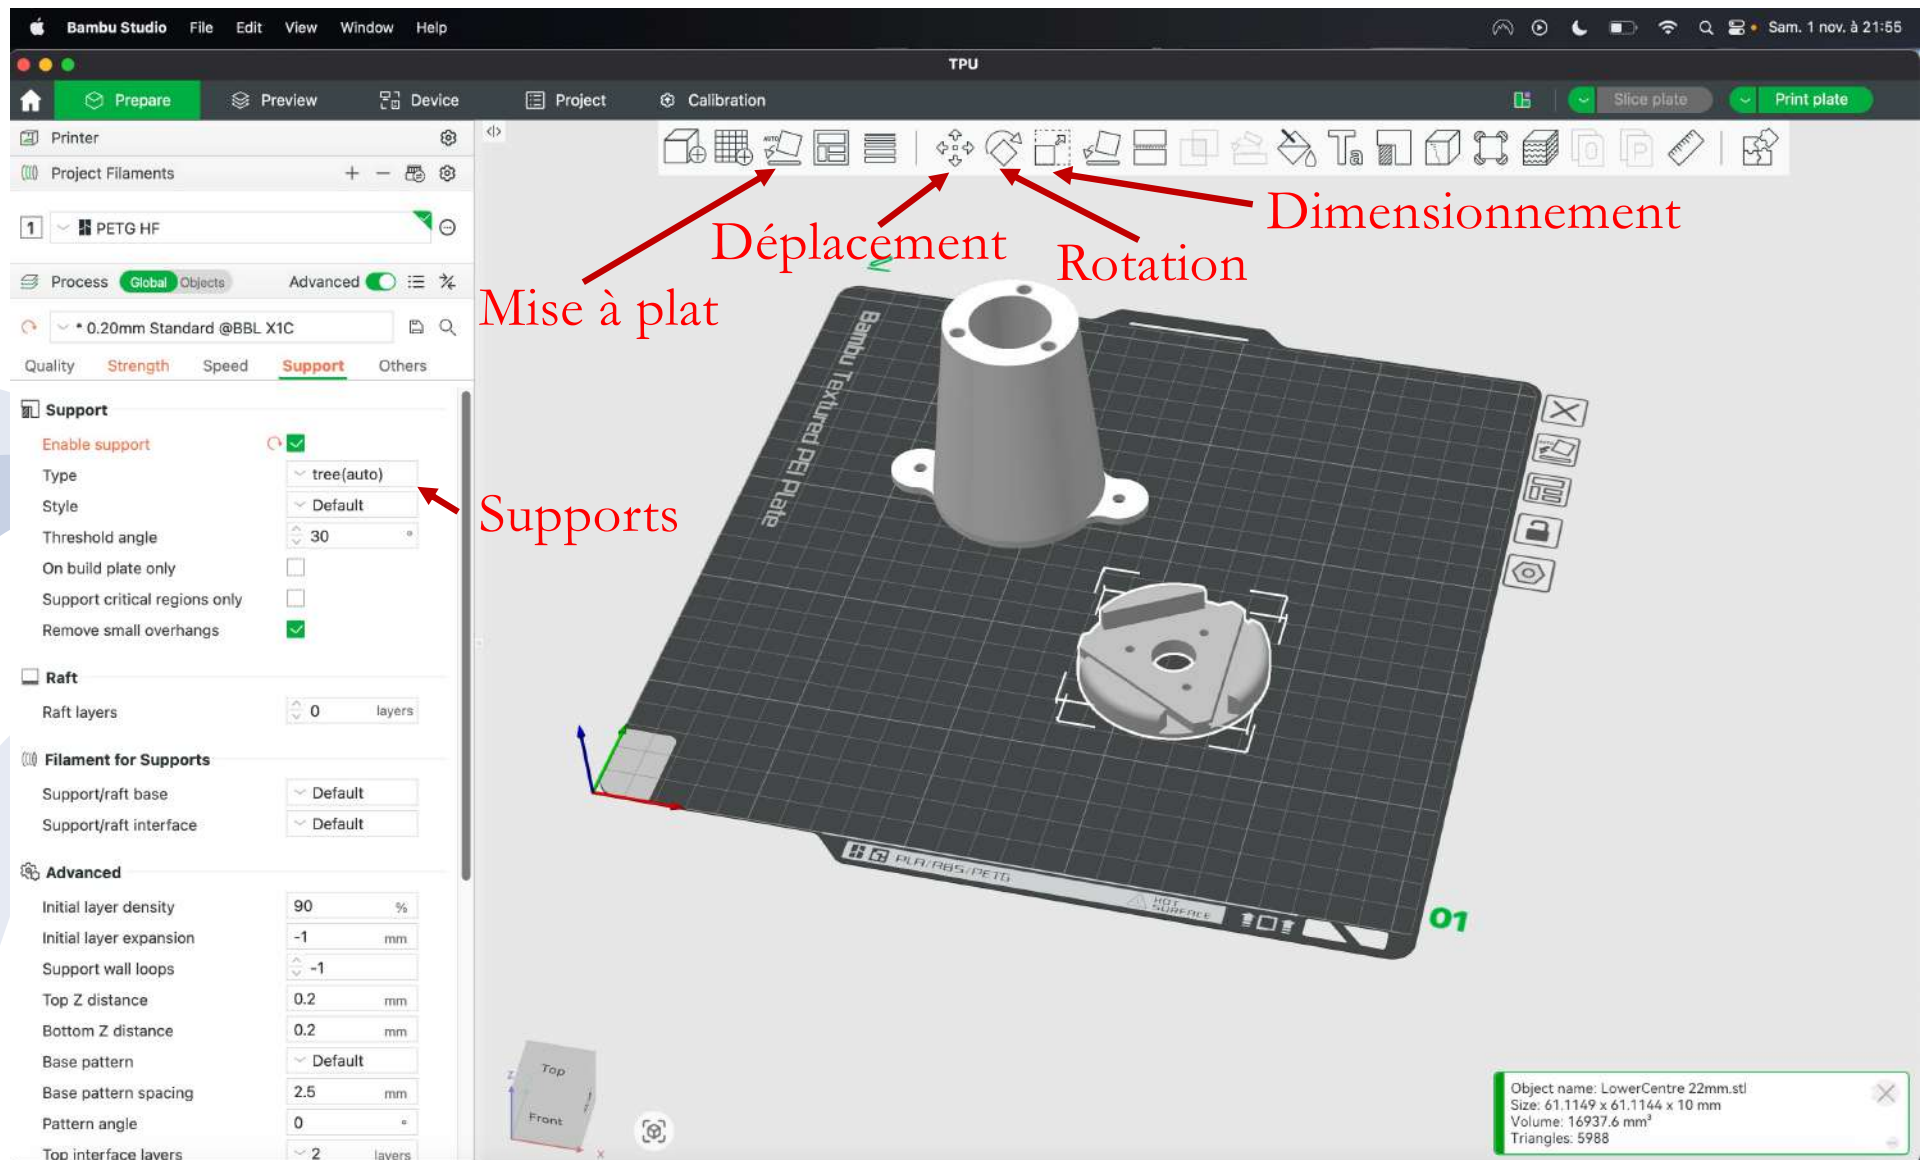 Bambu Studio File Edit View Window Help
Sam. 1 nov. à 21:55
TPU
Prepare Preview Device Project Calibration
Slice plate Print plate
Printer
Project Filaments
1 PETG HF
Process Global Objects Advanced
* 0.20mm Standard @BBL X1C
Quality Strength Speed Support Others
Support
Enable support
Type tree(auto)
Style Default
Threshold angle 30 °
On build plate only
Support critical regions only
Remove small overhangs
Raft
Raft layers 0 layers
Filament for Supports
Support/raft base Default
Support/raft interface Default
Advanced
Initial layer density 90 %
Initial layer expansion -1 mm
Support wall loops -1
Top Z distance 0.2 mm
Bottom Z distance 0.2 mm
Base pattern Default
Base pattern spacing 2.5 mm
Pattern angle 0 °
Top interface layers 2 layers
Dimensionnement
Déplacement
Rotation
Mise à plat
Supports
Bambu Textured PEI Plate
PLA/ABS/PETG
HOT
SURFACE
01
Top
Front
z
x
Object name: LowerCentre 22mm.stl
Size: 61.1149 x 61.1144 x 10 mm
Volume: 16937.6 mm³
Triangles: 5988